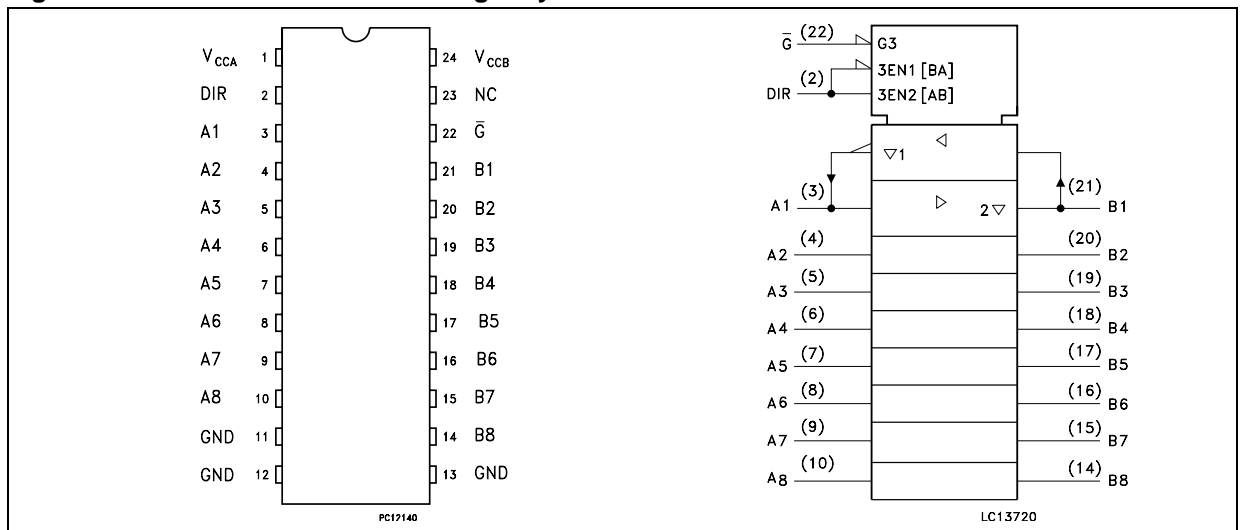 V_CCA 1 24 V_CCB
DIR 2 23 NC
A1 3 22 G̅
A2 4 21 B1
A3 5 20 B2
A4 6 19 B3
A5 7 18 B4
A6 8 17 B5
A7 9 16 B6
A8 10 15 B7
GND 11 14 B8
GND 12 13 GND
PC12140
G̅ (22) G3
3EN1 [BA]
DIR (2) 3EN2 [AB]
▽1 ◁
A1 (3) ▷ 2▽ (21) B1
A2 (4) (20) B2
A3 (5) (19) B3
A4 (6) (18) B4
A5 (7) (17) B5
A6 (8) (16) B6
A7 (9) (15) B7
A8 (10) (14) B8
LC13720